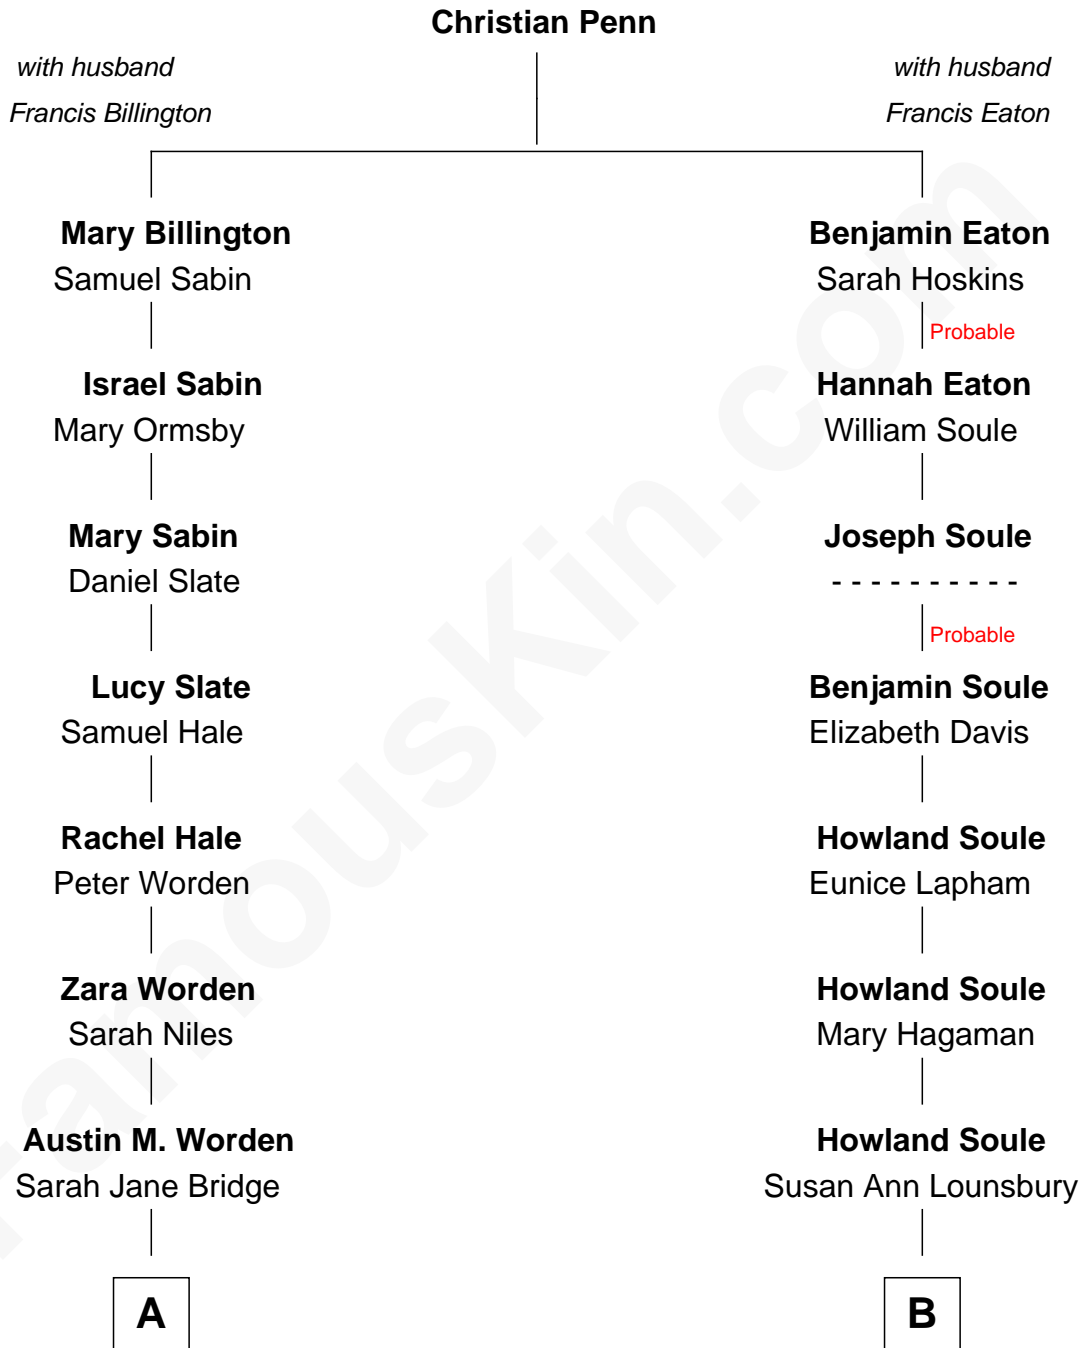 Christian Penn
with husband
Francis Billington
with husband
Francis Eaton
Mary Billington
Samuel Sabin
Benjamin Eaton
Sarah Hoskins
Probable
Israel Sabin
Mary Ormsby
Hannah Eaton
William Soule
Mary Sabin
Daniel Slate
Joseph Soule
- - - - - - - - - -
Probable
Lucy Slate
Samuel Hale
Benjamin Soule
Elizabeth Davis
Rachel Hale
Peter Worden
Howland Soule
Eunice Lapham
Zara Worden
Sarah Niles
Howland Soule
Mary Hagaman
Austin M. Worden
Sarah Jane Bridge
Howland Soule
Susan Ann Lounsbury
A
B
FamousKin.com